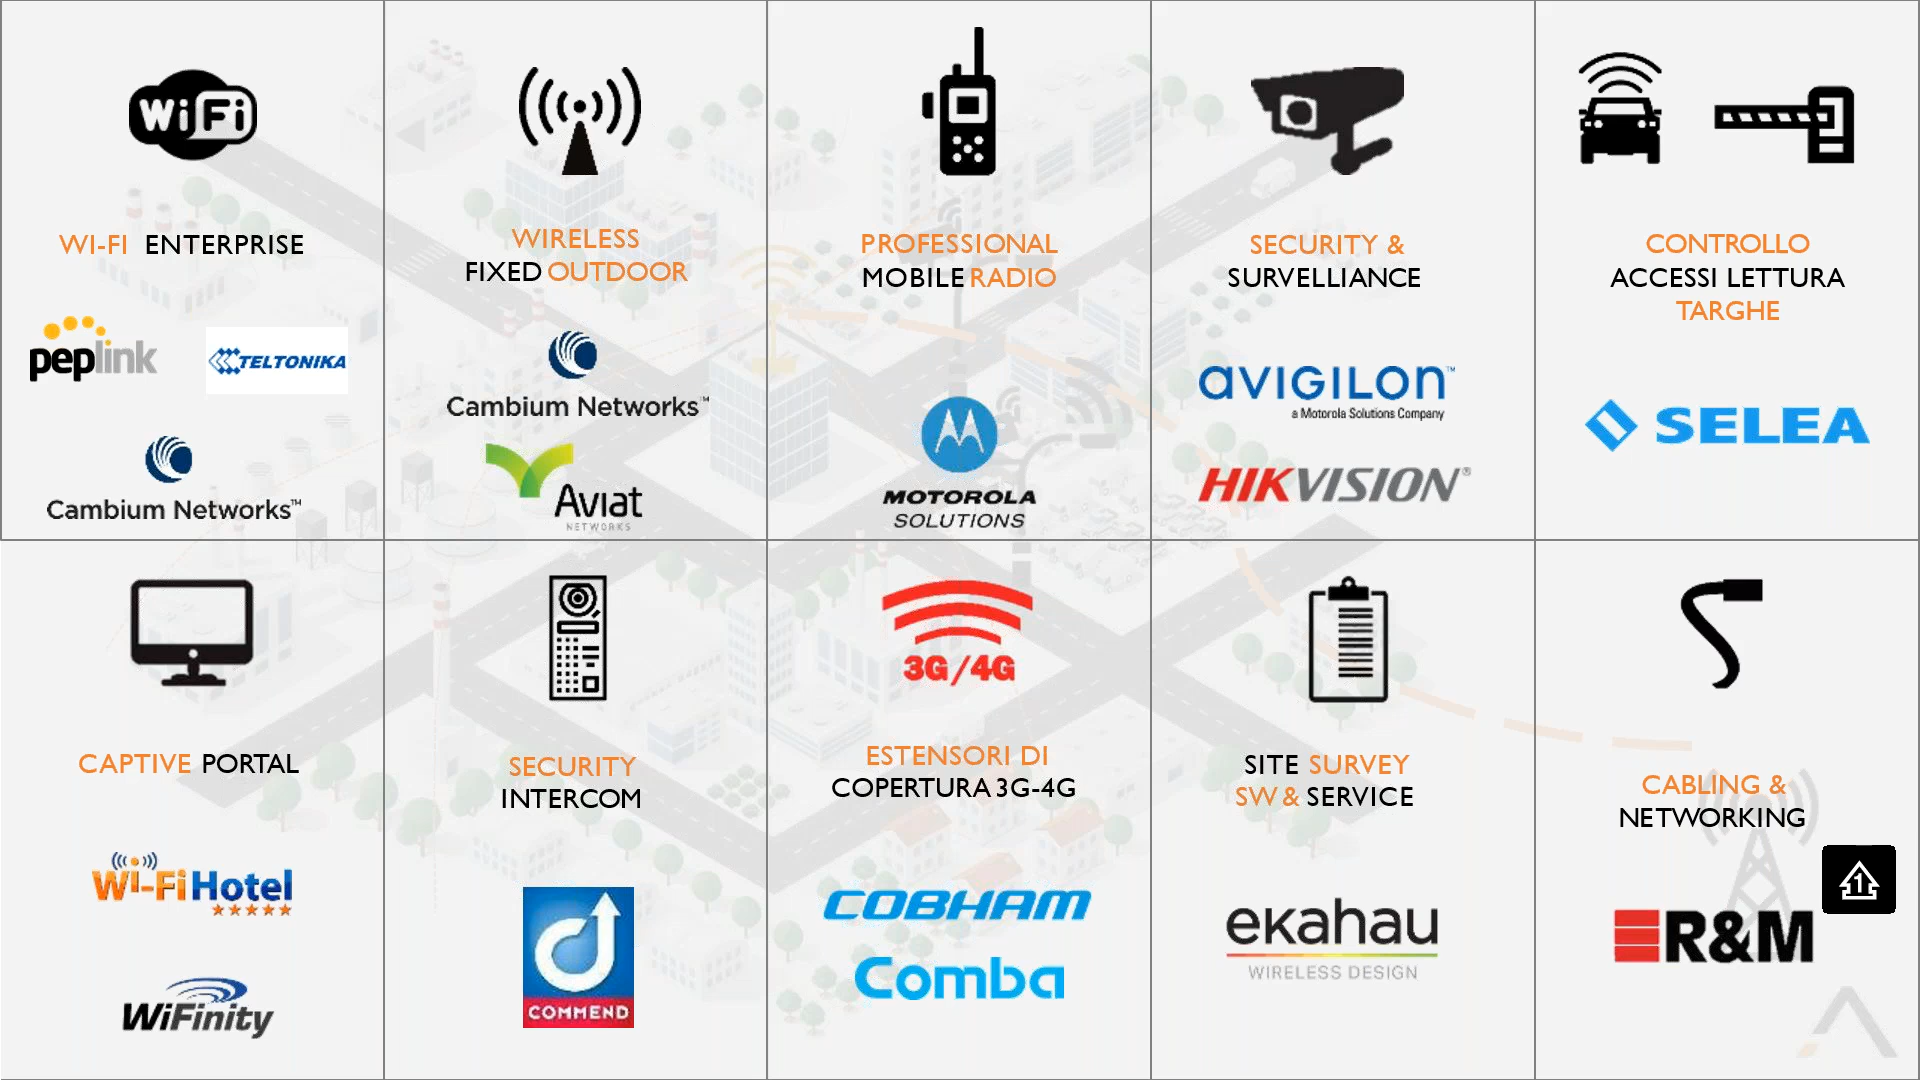 WiFi
WI-FI ENTERPRISE
peplink
TELTONIKA
Cambium Networks™
WIRELESS
FIXED OUTDOOR
Cambium Networks™
Aviat
NETWORKS
PROFESSIONAL
MOBILE RADIO
MOTOROLA
SOLUTIONS
SECURITY &
SURVELLIANCE
avigilon™
a Motorola Solutions Company
HIKVISION®
CONTROLLO
ACCESSI LETTURA
TARGHE
SELEA
CAPTIVE PORTAL
Wi-Fi Hotel
WiFinity
SECURITY
INTERCOM
COMMEND
3G/4G
ESTENSORI DI
COPERTURA 3G-4G
COBHAM
Comba
SITE SURVEY
SW & SERVICE
ekahau
WIRELESS DESIGN
CABLING &
NETWORKING
1
R&M